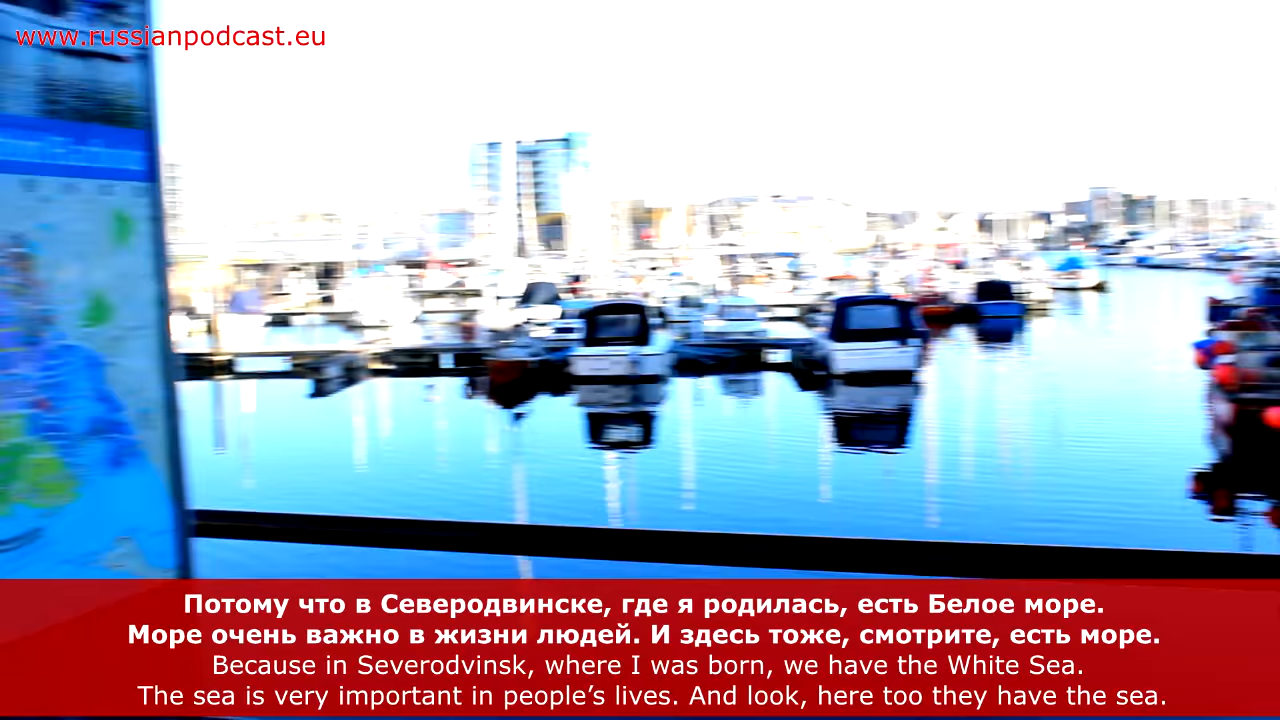 www.russianpodcast.eu
Потому что в Северодвинске, где я родилась, есть Белое море.
Море очень важно в жизни людей. И здесь тоже, смотрите, есть море.
Because in Severodvinsk, where I was born, we have the White Sea.
The sea is very important in people’s lives. And look, here too they have the sea.